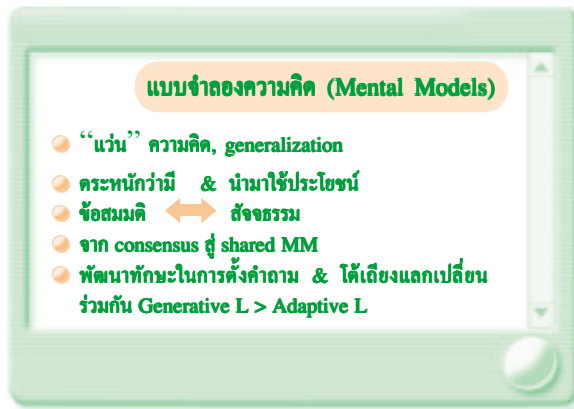 แบบจำลองความคิด (Mental Models)
“แว่น” ความคิด, generalization
ตระหนักว่ามี & นำมาใช้ประโยชน์
ข้อสมมติ สัจธรรม
จาก consensus สู่ shared MM
พัฒนาทักษะในการตั้งคำถาม & โต้เถียงแลกเปลี่ยน
ร่วมกัน Generative L > Adaptive L